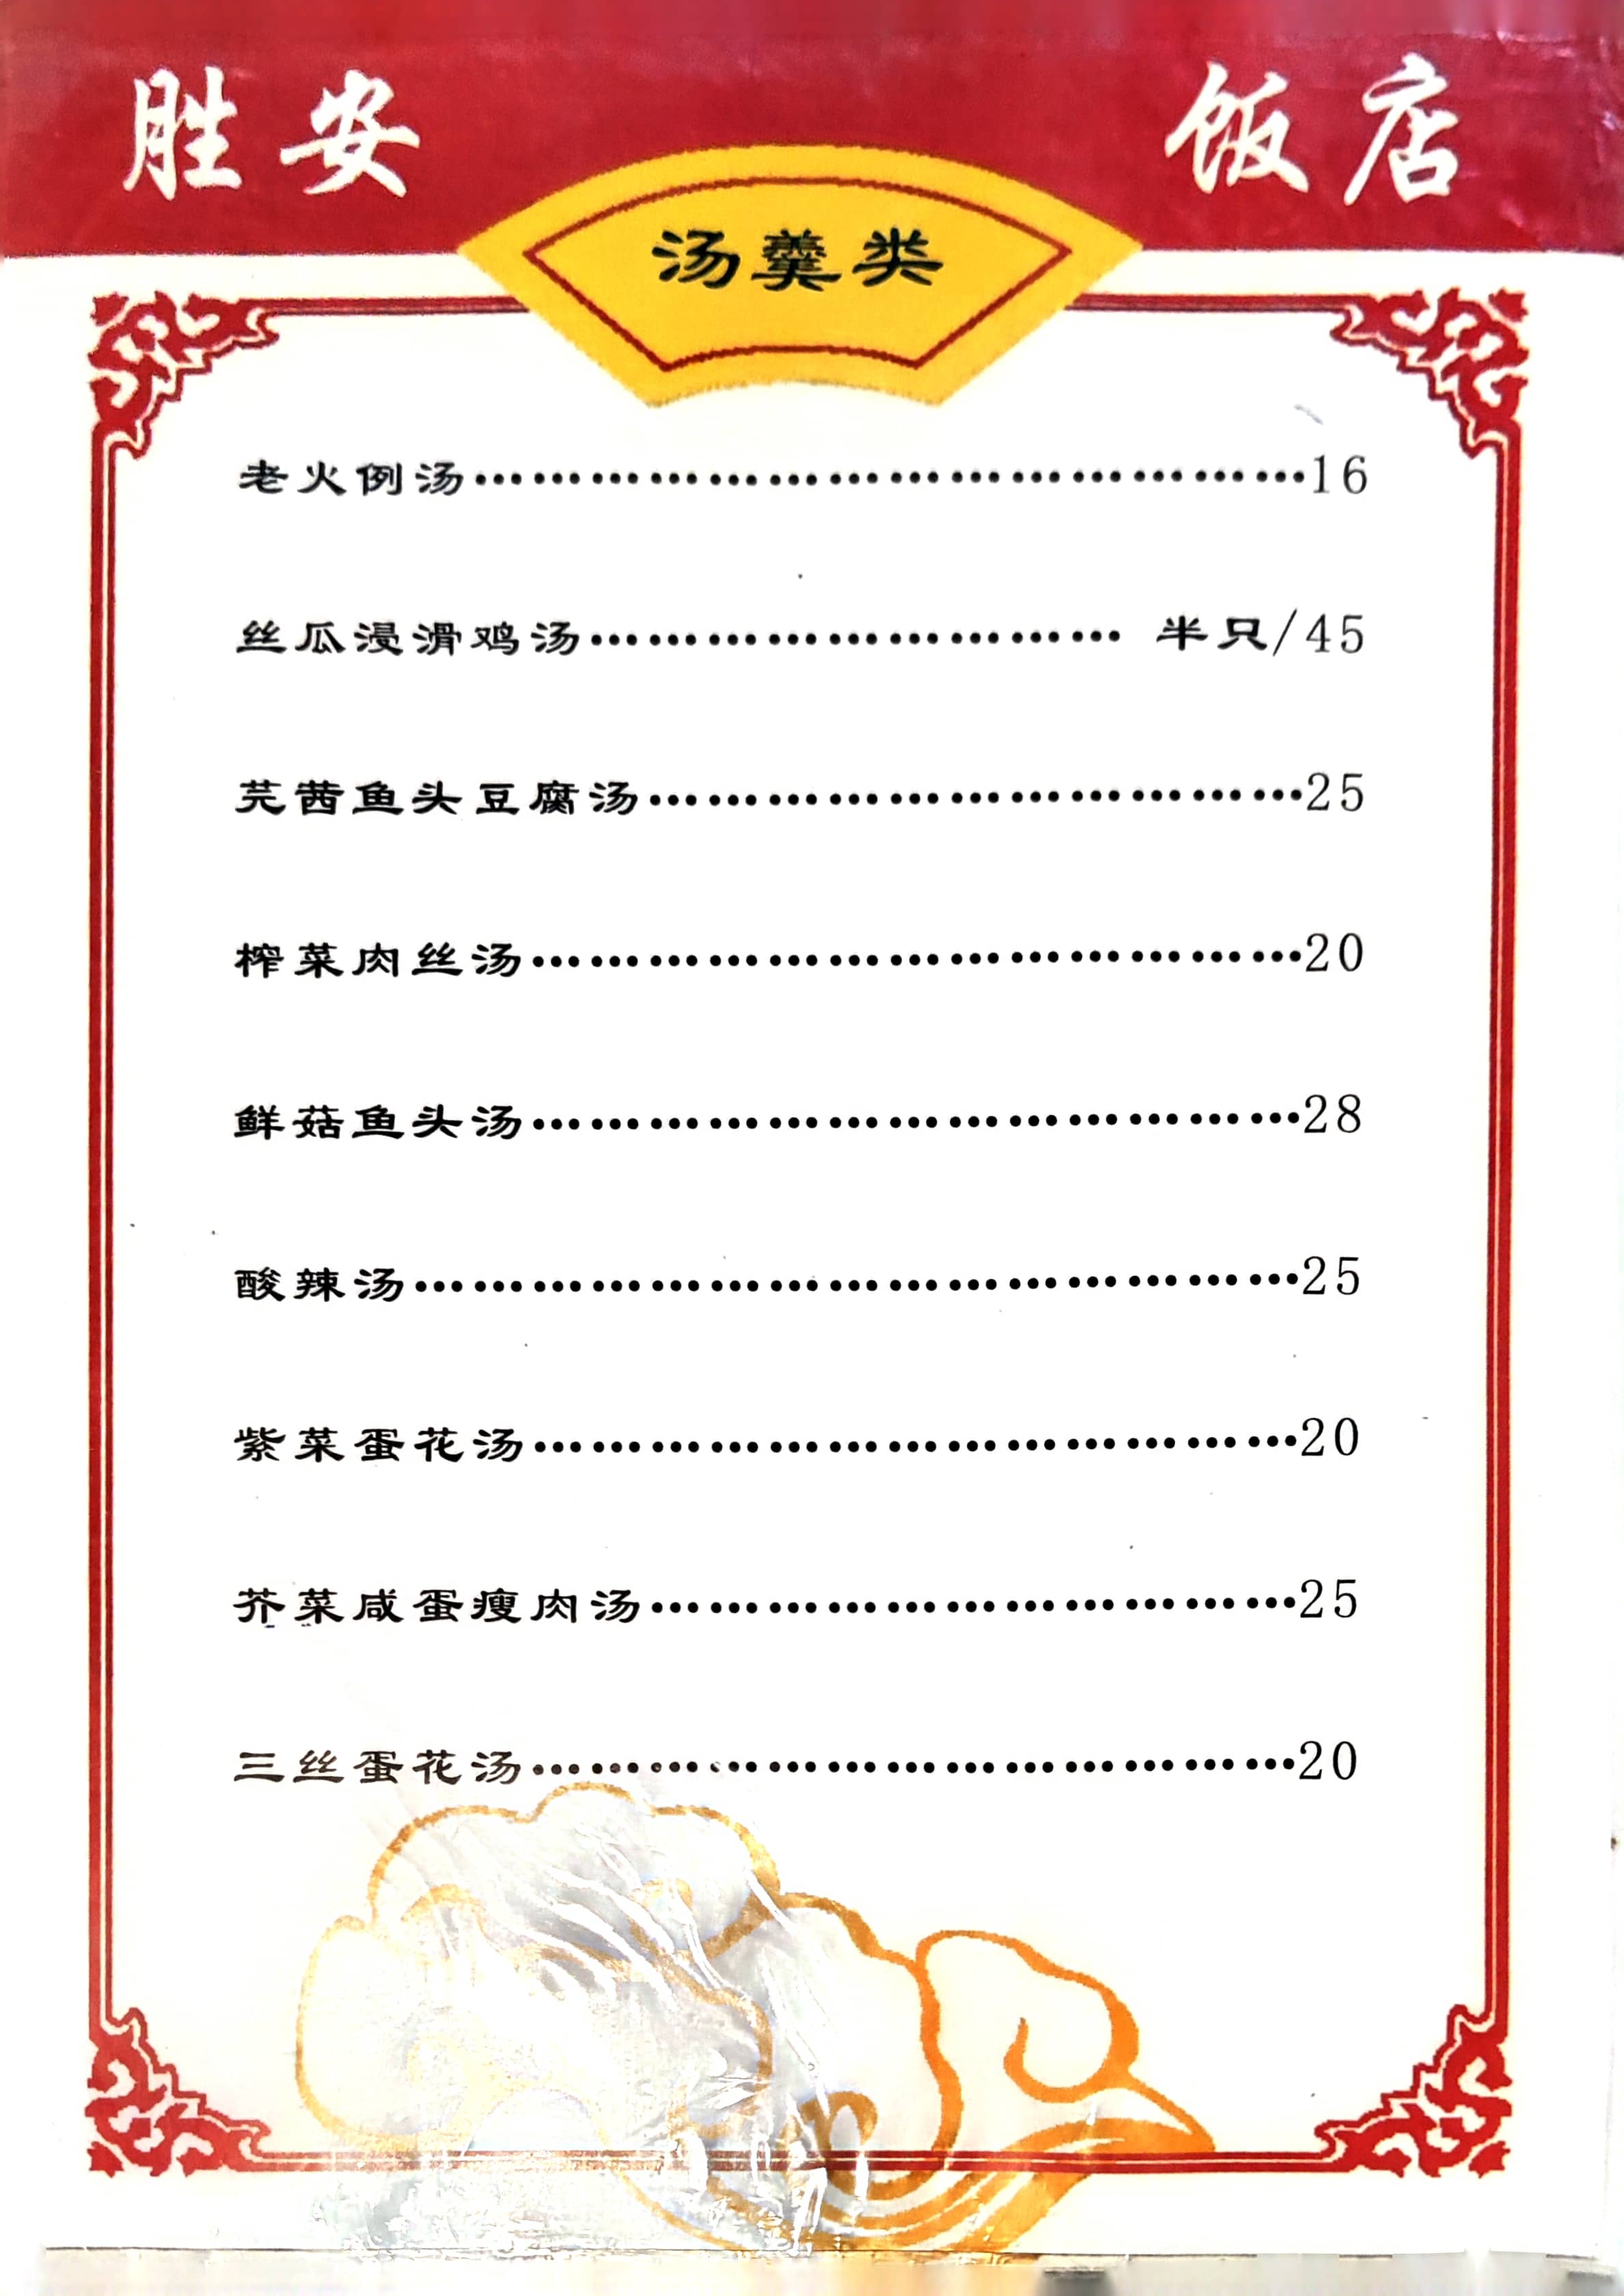 胜安 饭店
汤羹类
老火例汤……………………………………16
丝瓜浸滑鸡汤………………………半只/45
芫茜鱼头豆腐汤……………………………25
榨菜肉丝汤…………………………………20
鲜菇鱼头汤…………………………………28
酸辣汤………………………………………25
紫菜蛋花汤…………………………………20
芥菜咸蛋瘦肉汤……………………………25
三丝蛋花汤…………………………………20